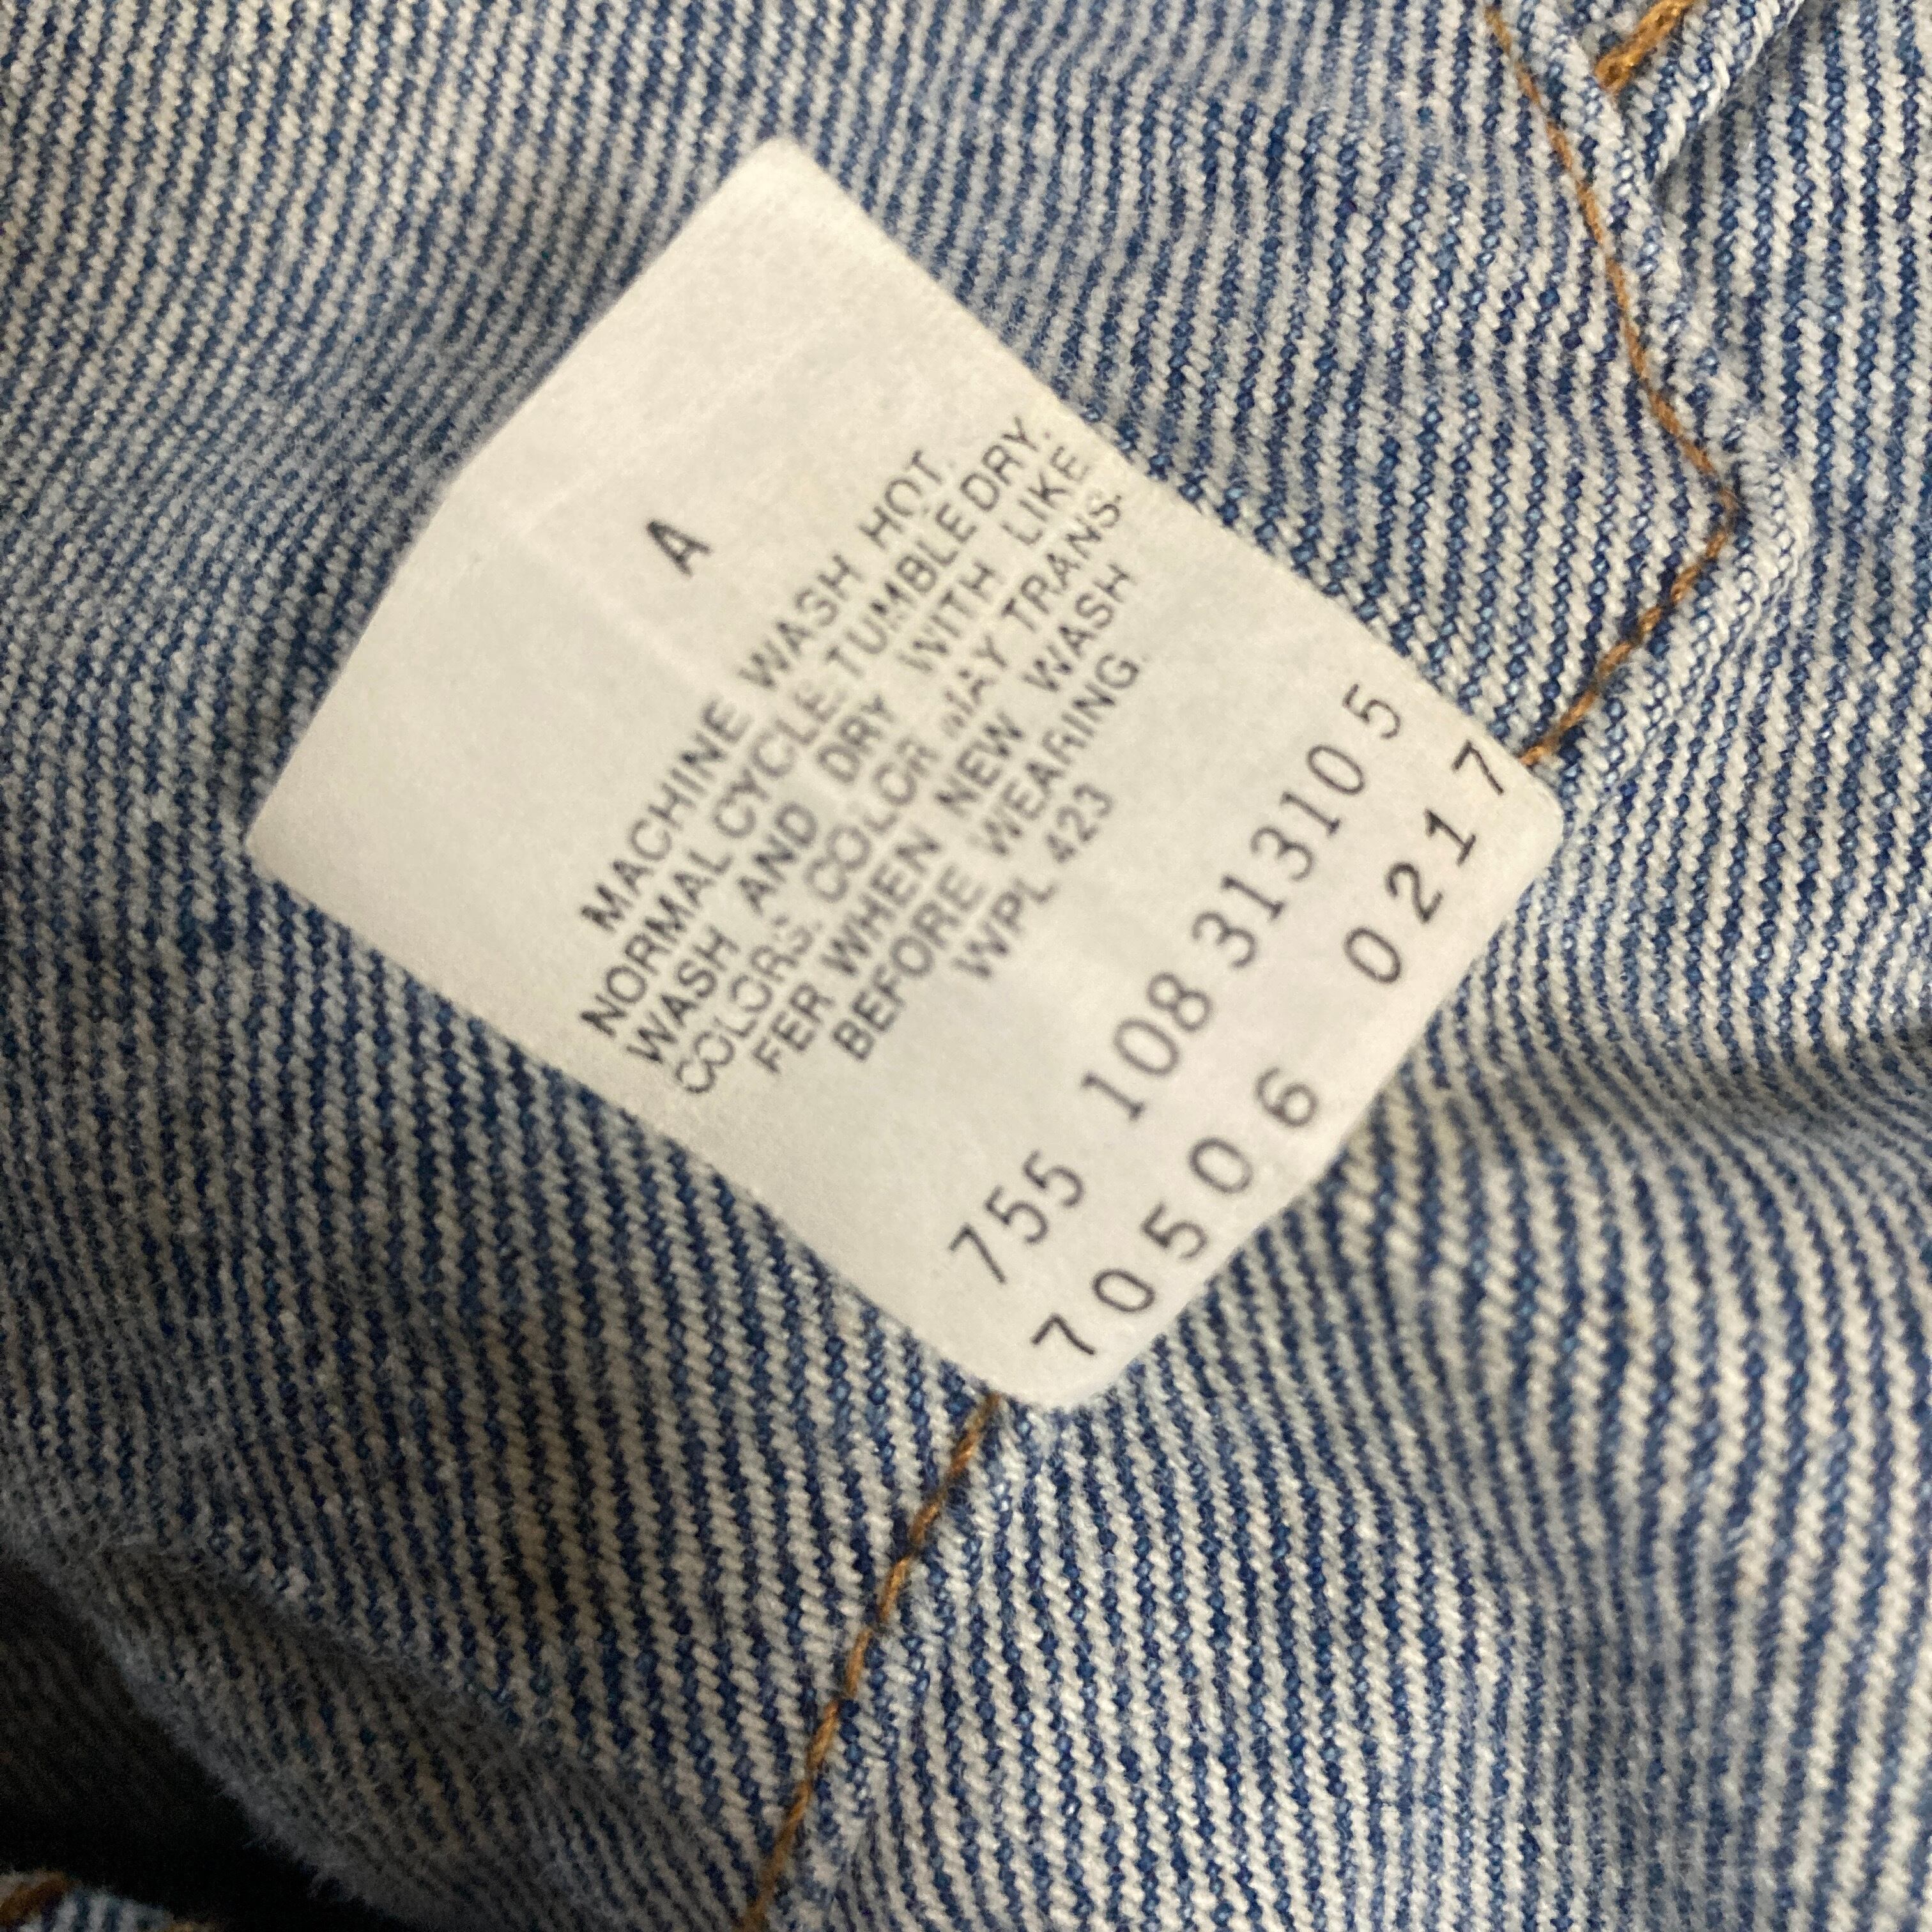 A
MACHINE WASH HOT.
NORMAL CYCLE.TUMBLE DRY.
WASH AND DRY WITH LIKE
COLORS. COLOR MAY TRANS-
FER WHEN NEW WASH
BEFORE WEARING.
WPL 423
755 108 313105
70506 0217